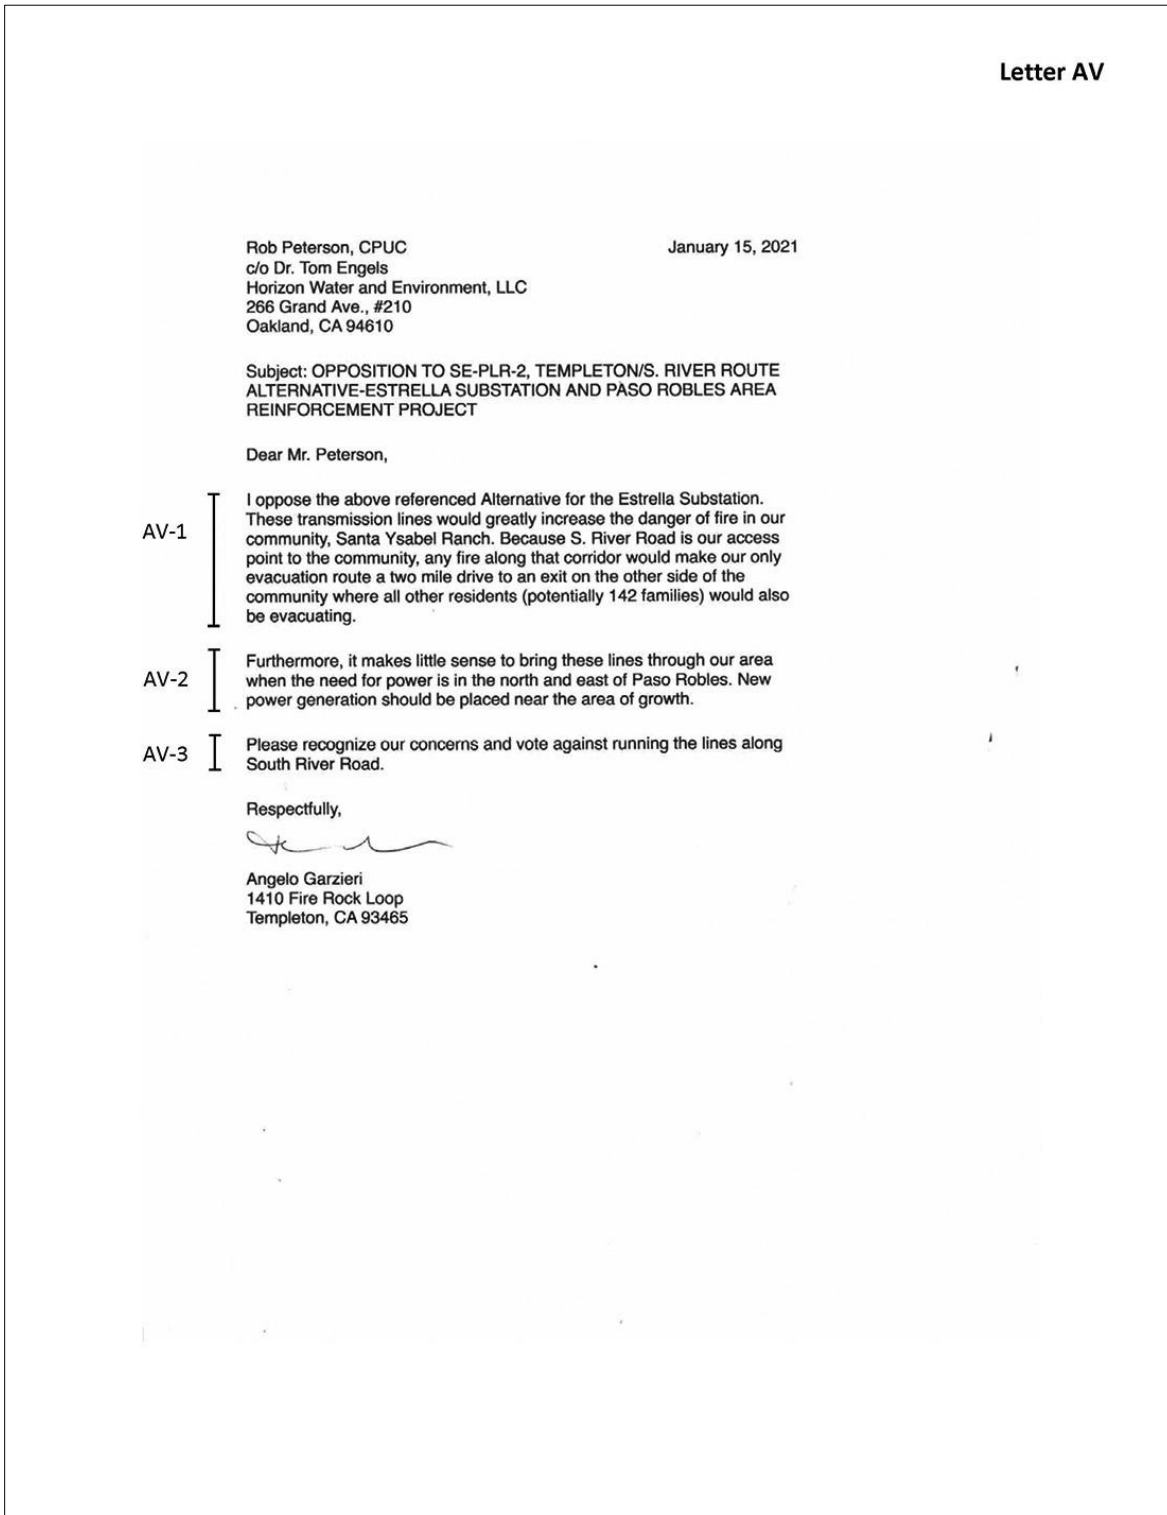 Letter AV
Rob Peterson, CPUC January 15, 2021
c/o Dr. Tom Engels
Horizon Water and Environment, LLC
266 Grand Ave., #210
Oakland, CA 94610
Subject: OPPOSITION TO SE-PLR-2, TEMPLETON/S. RIVER ROUTE
ALTERNATIVE-ESTRELLA SUBSTATION AND PASO ROBLES AREA
REINFORCEMENT PROJECT
Dear Mr. Peterson,
AV-1
I oppose the above referenced Alternative for the Estrella Substation.
These transmission lines would greatly increase the danger of fire in our
community, Santa Ysabel Ranch. Because S. River Road is our access
point to the community, any fire along that corridor would make our only
evacuation route a two mile drive to an exit on the other side of the
community where all other residents (potentially 142 families) would also
be evacuating.
AV-2
Furthermore, it makes little sense to bring these lines through our area
when the need for power is in the north and east of Paso Robles. New
power generation should be placed near the area of growth.
AV-3
Please recognize our concerns and vote against running the lines along
South River Road.
Respectfully,
Angelo Garzieri
1410 Fire Rock Loop
Templeton, CA 93465